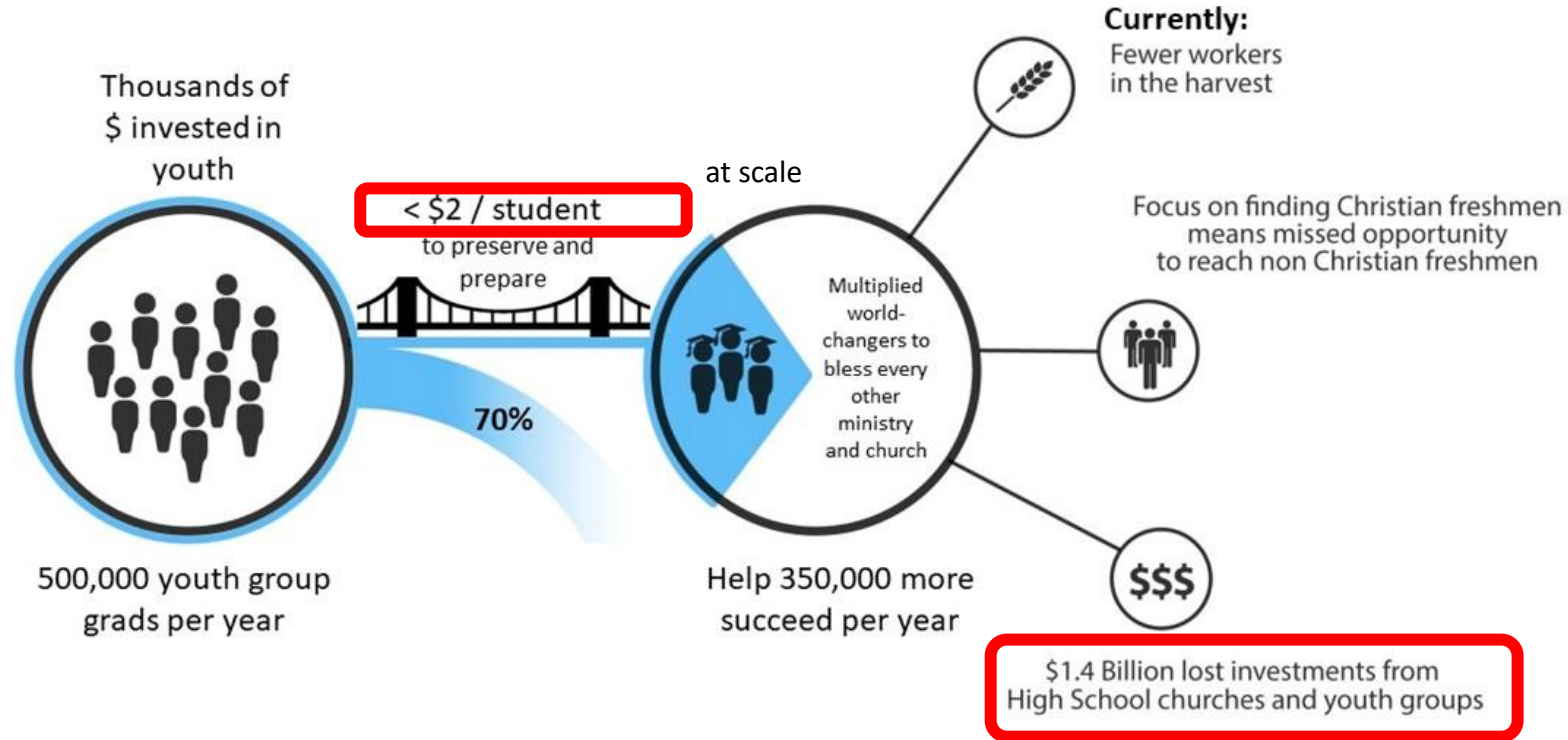 Thousands of
$ invested in
youth
< $2 / student
to preserve and
prepare
at scale
70%
500,000 youth group
grads per year
Multiplied
world-
changers to
bless every
other
ministry
and church
Help 350,000 more
succeed per year
Currently:
Fewer workers
in the harvest
Focus on finding Christian freshmen
means missed opportunity
to reach non Christian freshmen
$$$
$1.4 Billion lost investments from
High School churches and youth groups